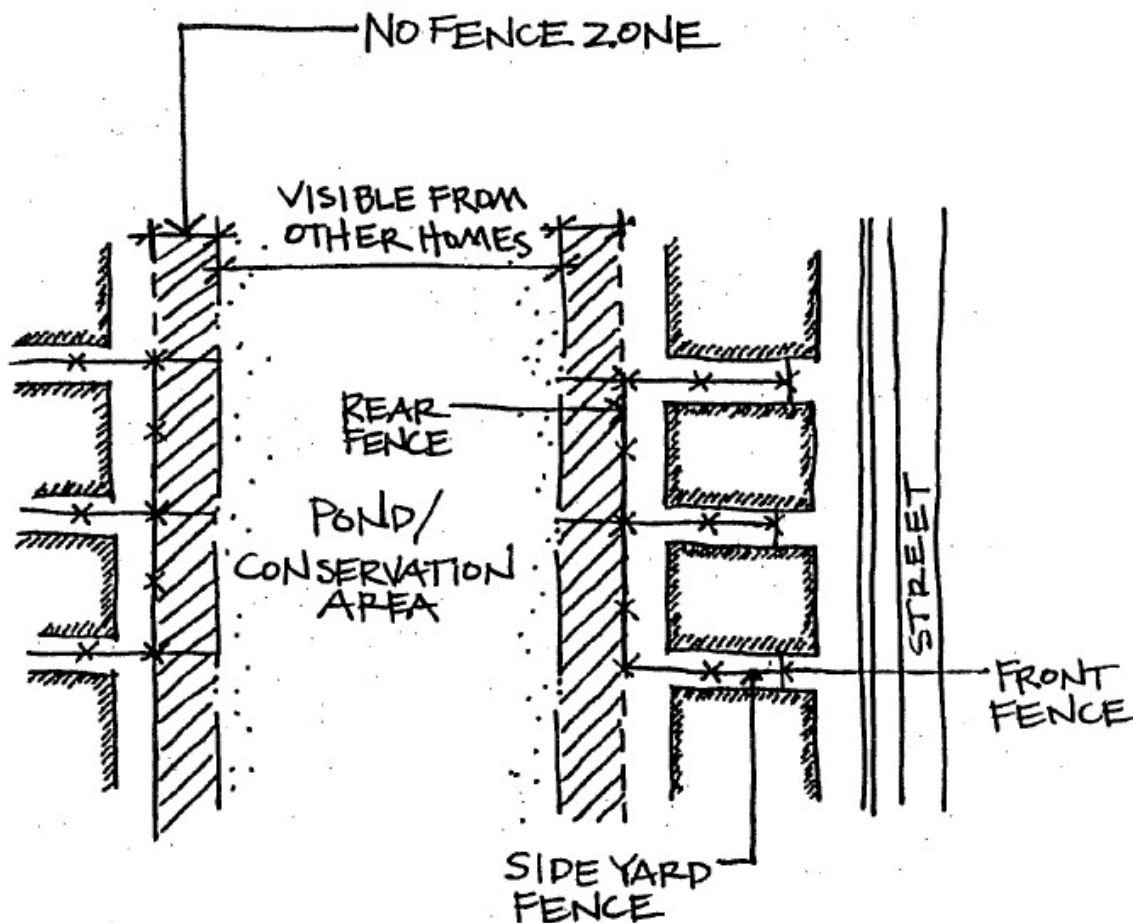 NO FENCE ZONE
VISIBLE FROM
OTHER HOMES
REAR
FENCE
POND/
CONSERVATION
AREA
STREET
FRONT
FENCE
SIDE YARD
FENCE